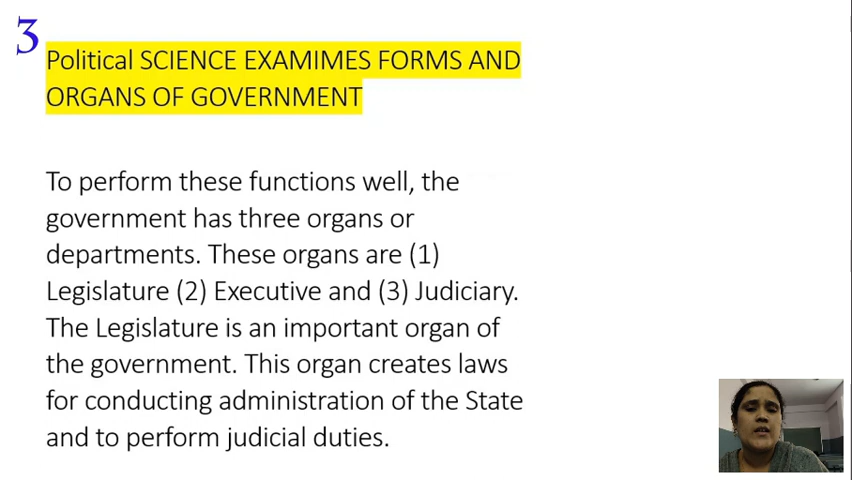 3
Political SCIENCE EXAMIMES FORMS AND
ORGANS OF GOVERNMENT
To perform these functions well, the
government has three organs or
departments. These organs are (1)
Legislature (2) Executive and (3) Judiciary.
The Legislature is an important organ of
the government. This organ creates laws
for conducting administration of the State
and to perform judicial duties.